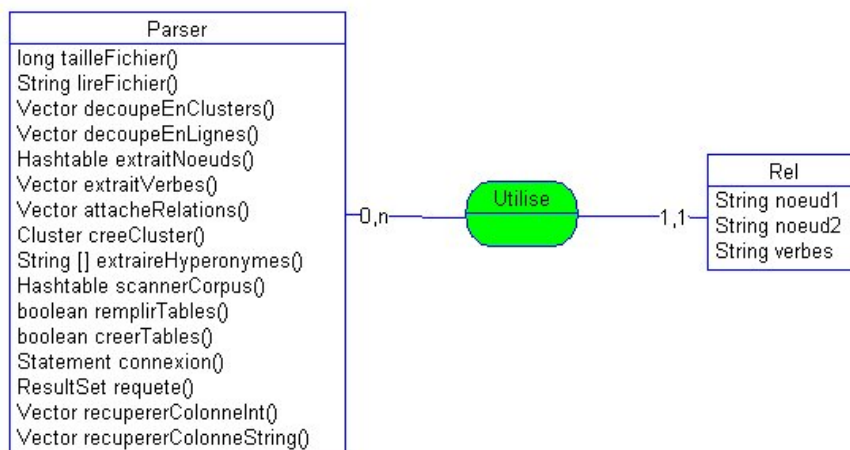 Parser
long tailleFichier()
String lireFichier()
Vector decoupeEnClusters()
Vector decoupeEnLignes()
Hashtable extraitNoeuds()
Vector extraitVerbes()
Vector attacheRelations()
Cluster creeCluster()
String [] extraireHyperonymes()
Hashtable scannerCorpus()
boolean remplirTables()
boolean creerTables()
Statement connexion()
ResultSet requete()
Vector recupererColonneInt()
Vector recupererColonneString()
0,n
Utilise
1,1
Rel
String noeud1
String noeud2
String verbes